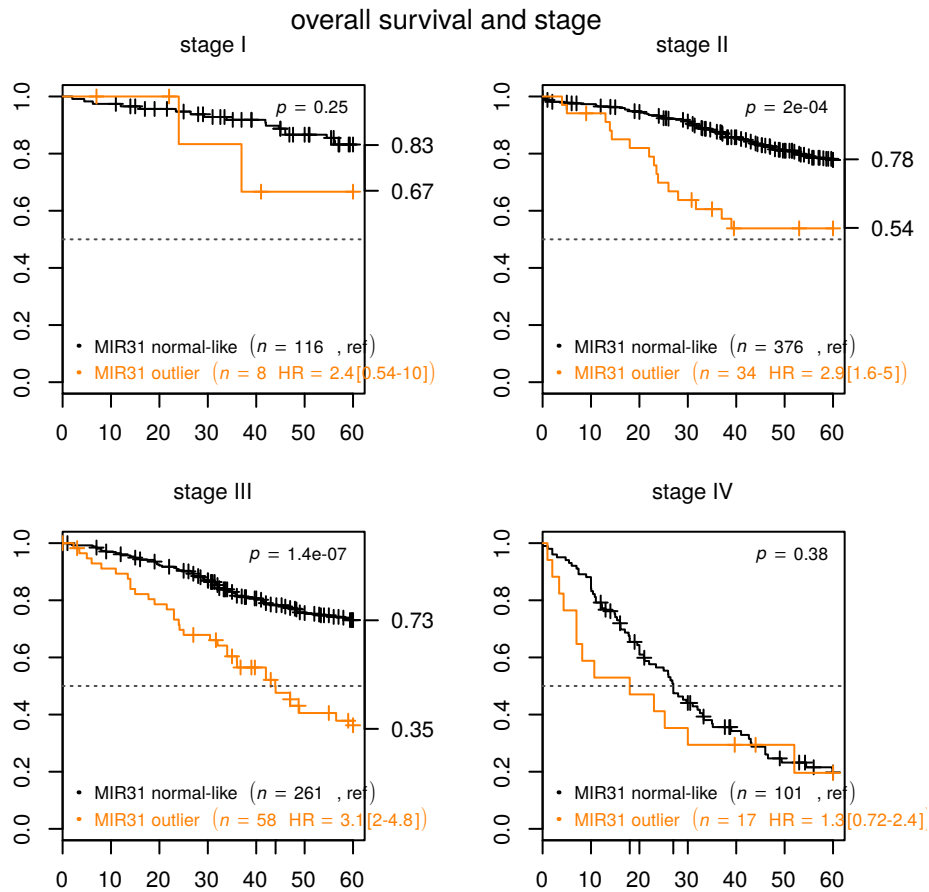 overall survival and stage
stage I
0.0 0.2 0.4 0.6 0.8 1.0
p = 0.25
0.83
0.67
• MIR31 normal-like (n = 116 , ref)
• MIR31 outlier (n = 8 HR = 2.4[0.54-10])
0 10 20 30 40 50 60
stage II
0.0 0.2 0.4 0.6 0.8 1.0
p = 2e-04
0.78
0.54
• MIR31 normal-like (n = 376 , ref)
• MIR31 outlier (n = 34 HR = 2.9[1.6-5])
0 10 20 30 40 50 60
stage III
0.0 0.2 0.4 0.6 0.8 1.0
p = 1.4e-07
0.73
0.35
• MIR31 normal-like (n = 261 , ref)
• MIR31 outlier (n = 58 HR = 3.1[2-4.8])
0 10 20 30 40 50 60
stage IV
0.0 0.2 0.4 0.6 0.8 1.0
p = 0.38
• MIR31 normal-like (n = 101 , ref)
• MIR31 outlier (n = 17 HR = 1.3[0.72-2.4])
0 10 20 30 40 50 60